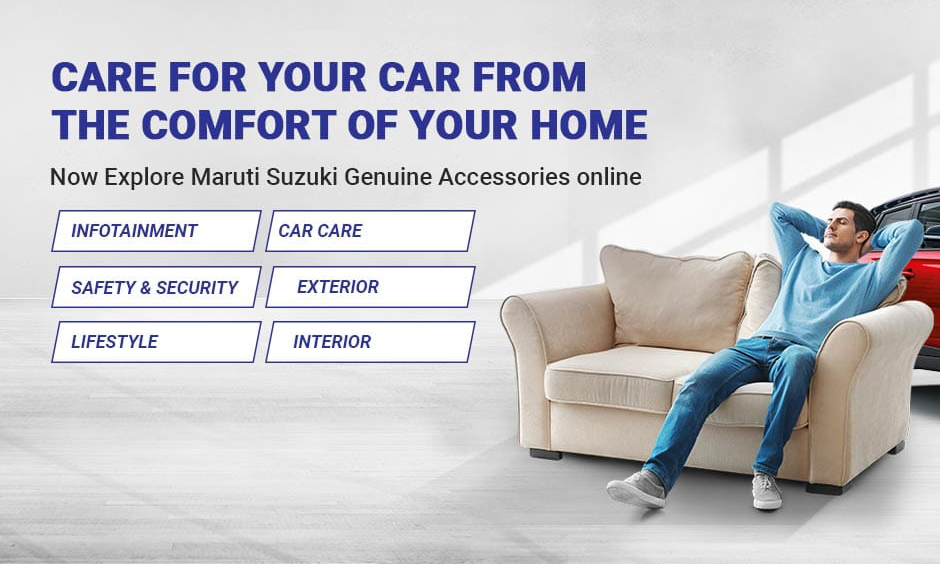 CARE FOR YOUR CAR FROM
THE COMFORT OF YOUR HOME
Now Explore Maruti Suzuki Genuine Accessories online
INFOTAINMENT
CAR CARE
SAFETY & SECURITY
EXTERIOR
LIFESTYLE
INTERIOR